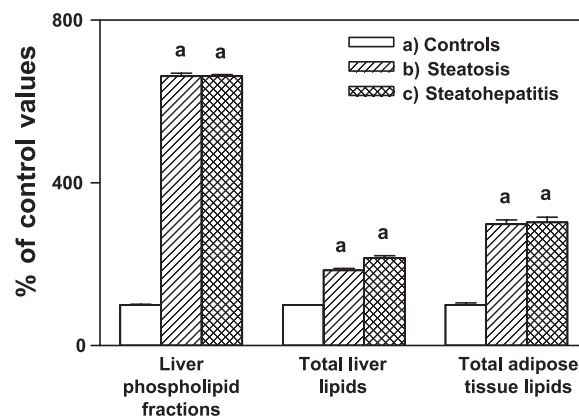 800
400
0
% of control values
a) Controls
b) Steatosis
c) Steatohepatitis
a a
a a
a a
Liver
phospholipid
fractions
Total liver
lipids
Total adipose
tissue lipids